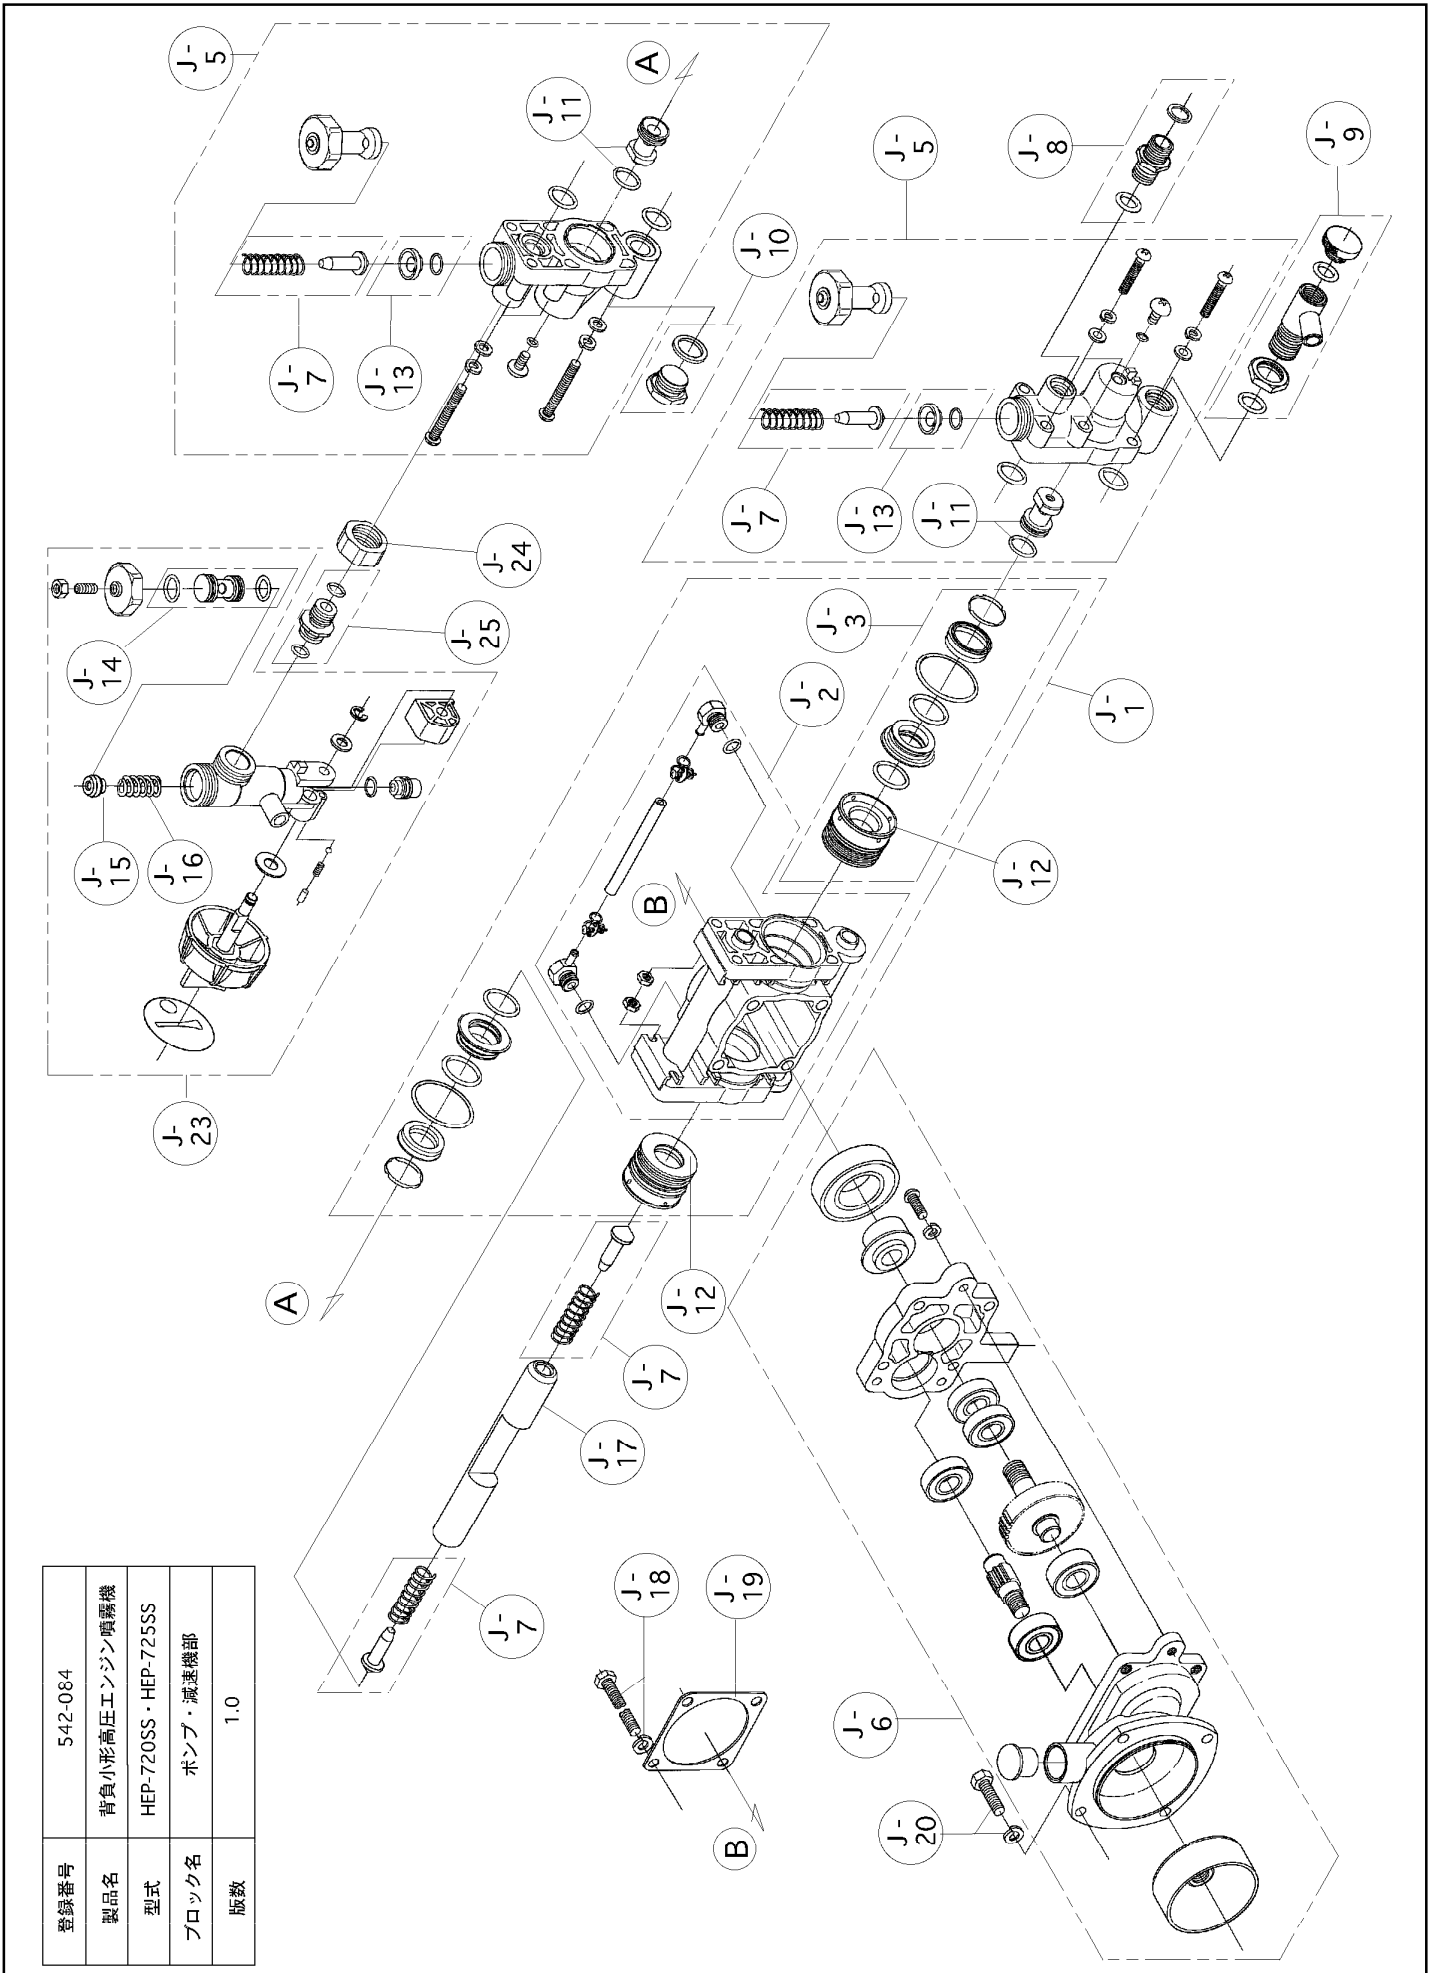 登録番号 542-084
製品名 背負小形高圧エンジン噴霧機
型式 HEP-720SS・HEP-725SS
ブロック名 ポンプ・減速機部
版数 1.0
J-23
J-15
J-16
J-14
J-25
J-24
J-5
J-7
J-13
J-11
A
J-10
A
J-7
J-17
J-7
J-12
B
J-2
J-3
J-1
J-12
J-7
J-13
J-11
J-5
J-8
J-9
J-18
J-19
B
J-6
J-20